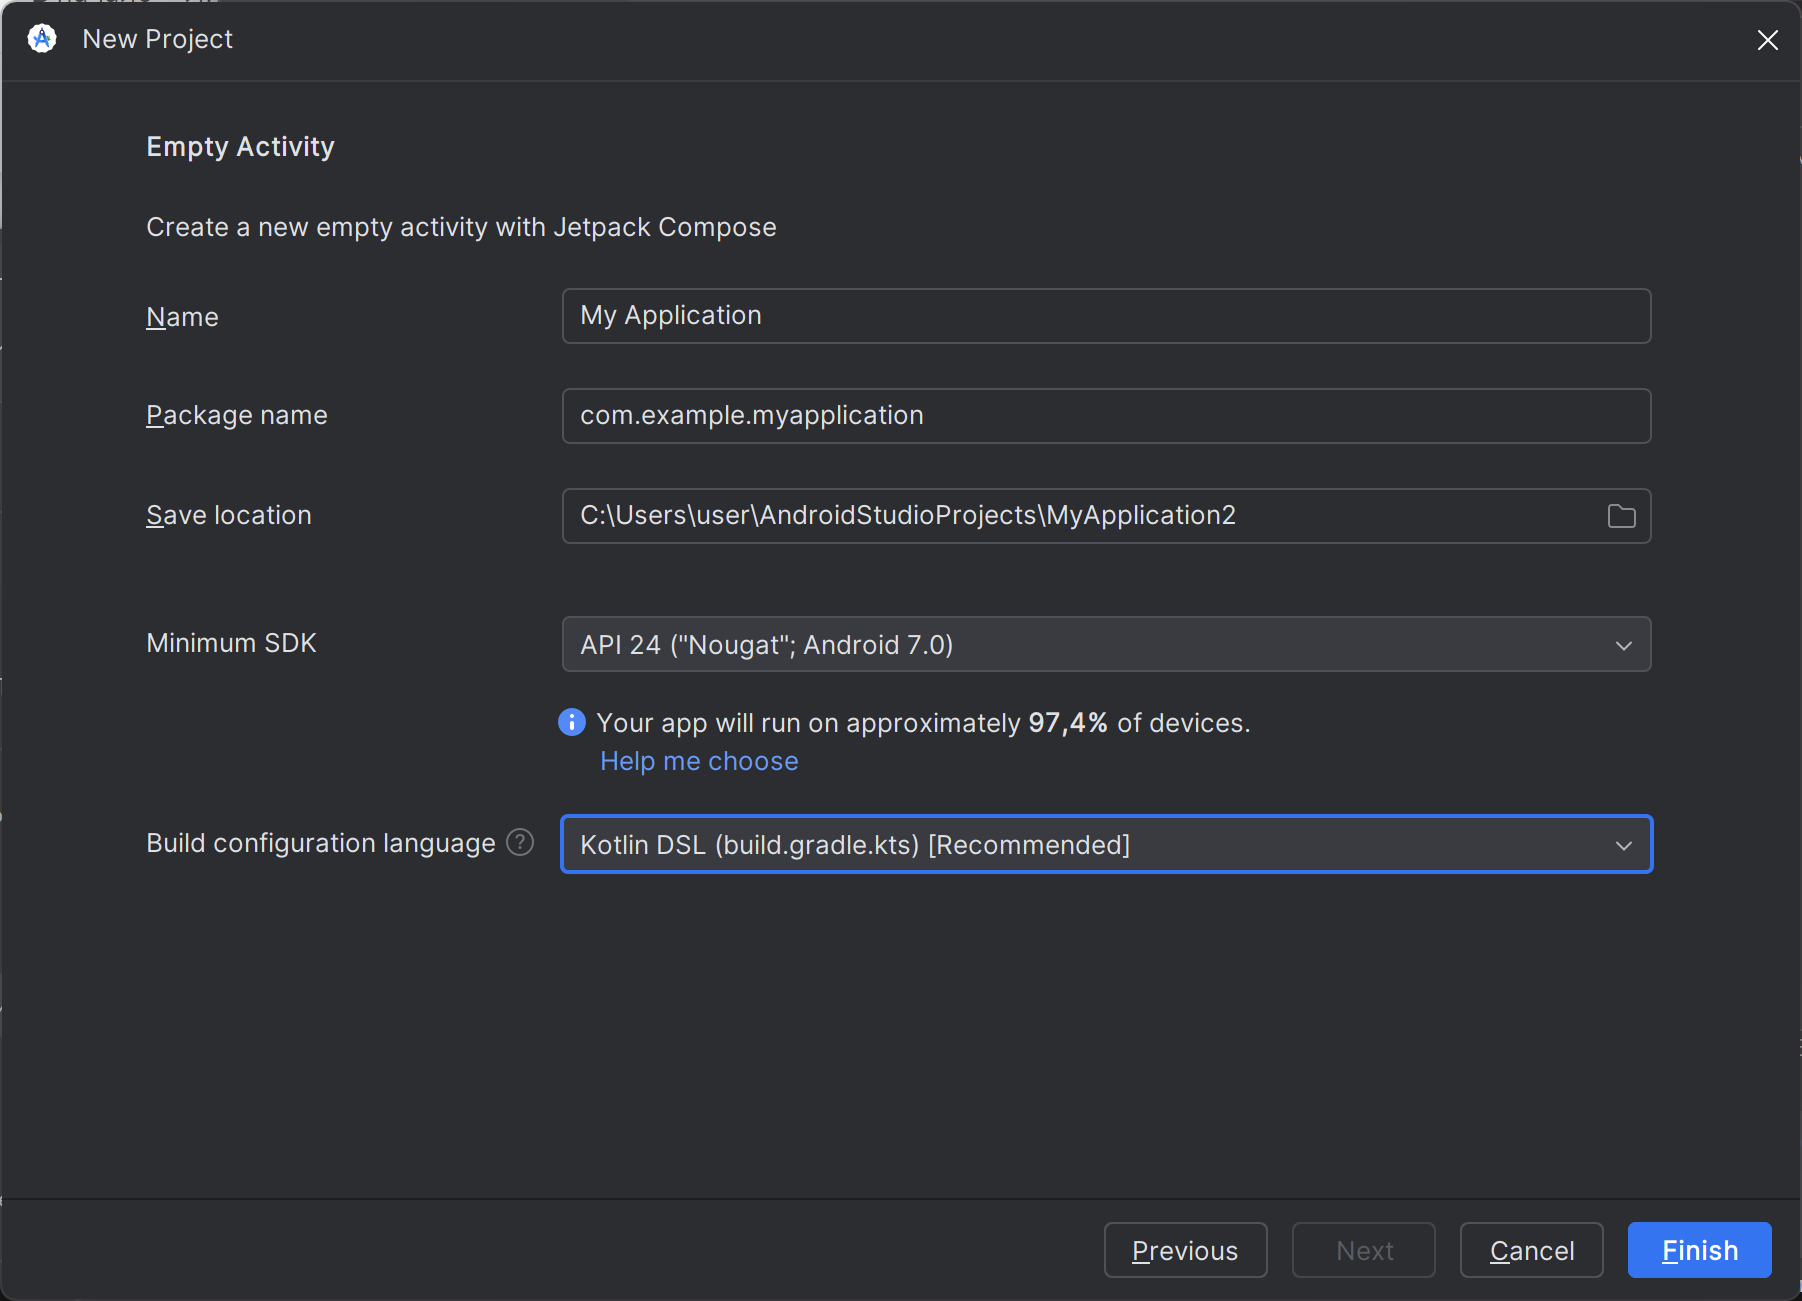 New Project
Empty Activity
Create a new empty activity with Jetpack Compose
Name
My Application
Package name
com.example.myapplication
Save location
C:\Users\user\AndroidStudioProjects\MyApplication2
Minimum SDK
API 24 ("Nougat"; Android 7.0)
Your app will run on approximately 97,4% of devices.
Help me choose
Build configuration language
Kotlin DSL (build.gradle.kts) [Recommended]
Previous
Next
Cancel
Finish